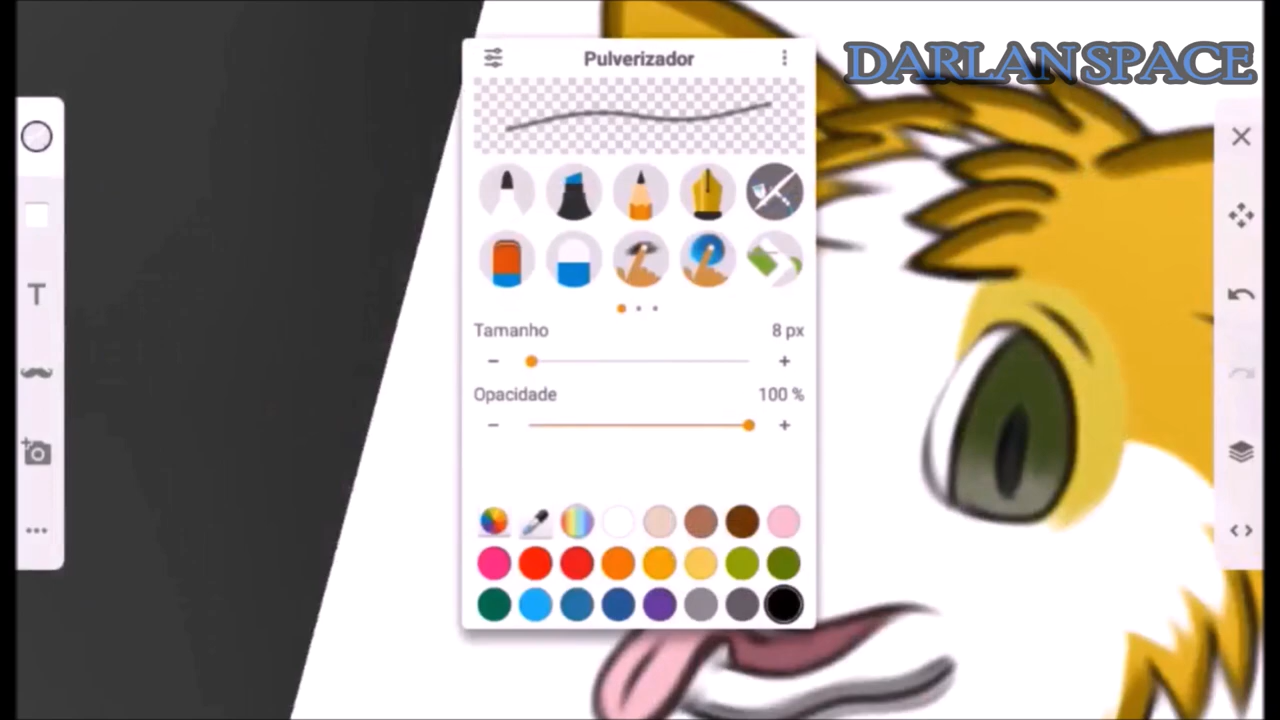 Pulverizador
DARLAN SPACE
T
Tamanho 8 px
Opacidade 100 %